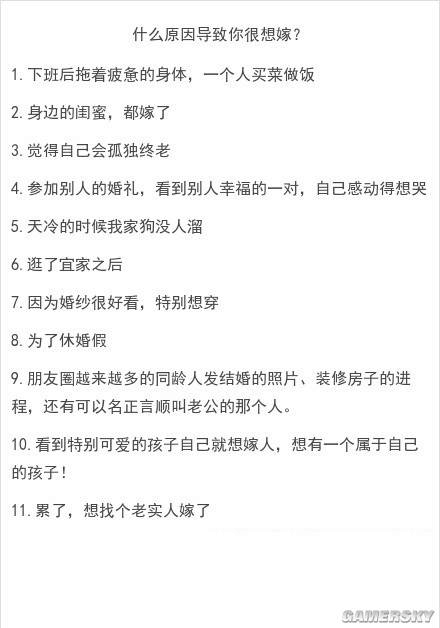 什么原因导致你很想嫁？
1.下班后拖着疲惫的身体，一个人买菜做饭
2.身边的闺蜜，都嫁了
3.觉得自己会孤独终老
4.参加别人的婚礼，看到别人幸福的一对，自己感动得想哭
5.天冷的时候我家狗没人溜
6.逛了宜家之后
7.因为婚纱很好看，特别想穿
8.为了休婚假
9.朋友圈越来越多的同龄人发结婚的照片、装修房子的进
程，还有可以名正言顺叫老公的那个人。
10.看到特别可爱的孩子自己就想嫁人，想有一个属于自己
的孩子！
11.累了，想找个老实人嫁了
GAMERSKY